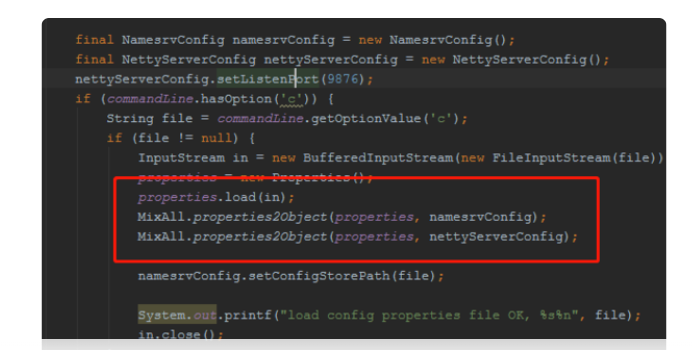 final NamesrvConfig namesrvConfig = new NamesrvConfig();
final NettyServerConfig nettyServerConfig = new NettyServerConfig();
nettyServerConfig.setListenPort(9876);
if (commandLine.hasOption('c')) {
    String file = commandLine.getOptionValue('c');
    if (file != null) {
        InputStream in = new BufferedInputStream(new FileInputStream(file))
        properties = new Properties();
        properties.load(in);
        MixAll.properties2Object(properties, namesrvConfig);
        MixAll.properties2Object(properties, nettyServerConfig);
        namesrvConfig.setConfigStorePath(file);
        System.out.printf("load config properties file OK, %s%n", file);
        in.close();